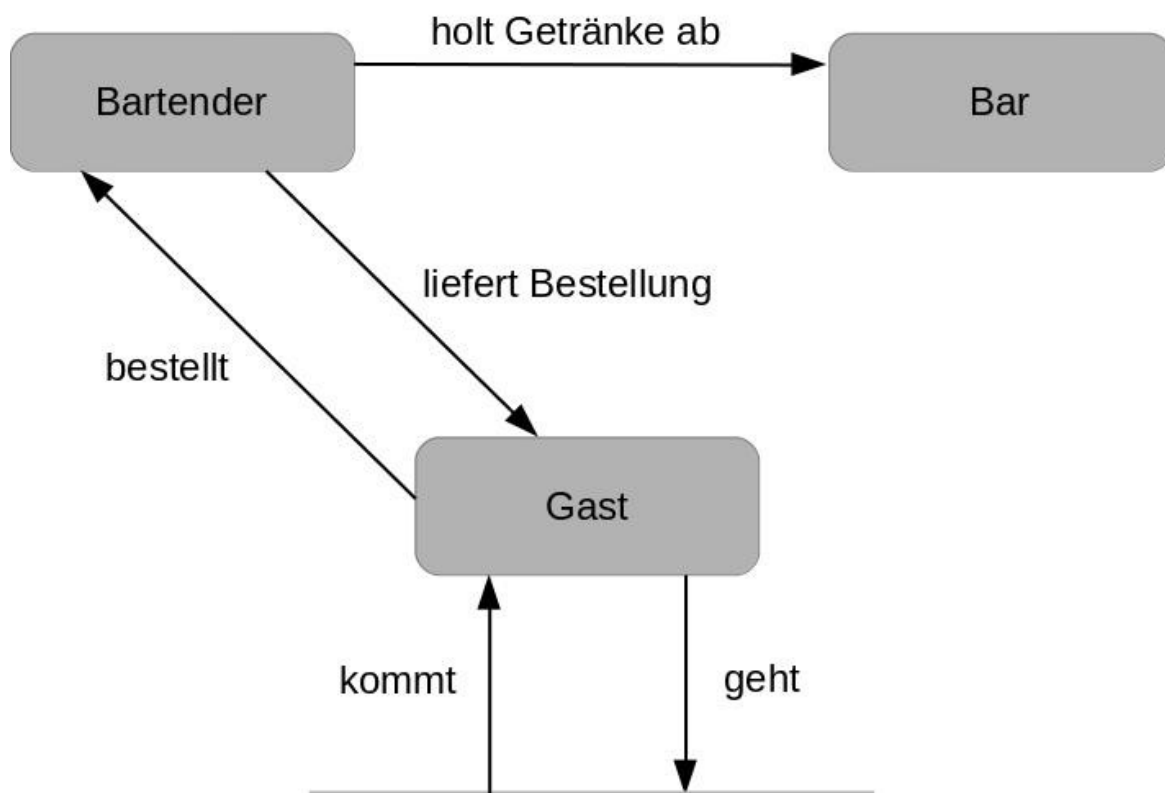 holt Getränke ab
Bartender
Bar
liefert Bestellung
bestellt
Gast
kommt
geht